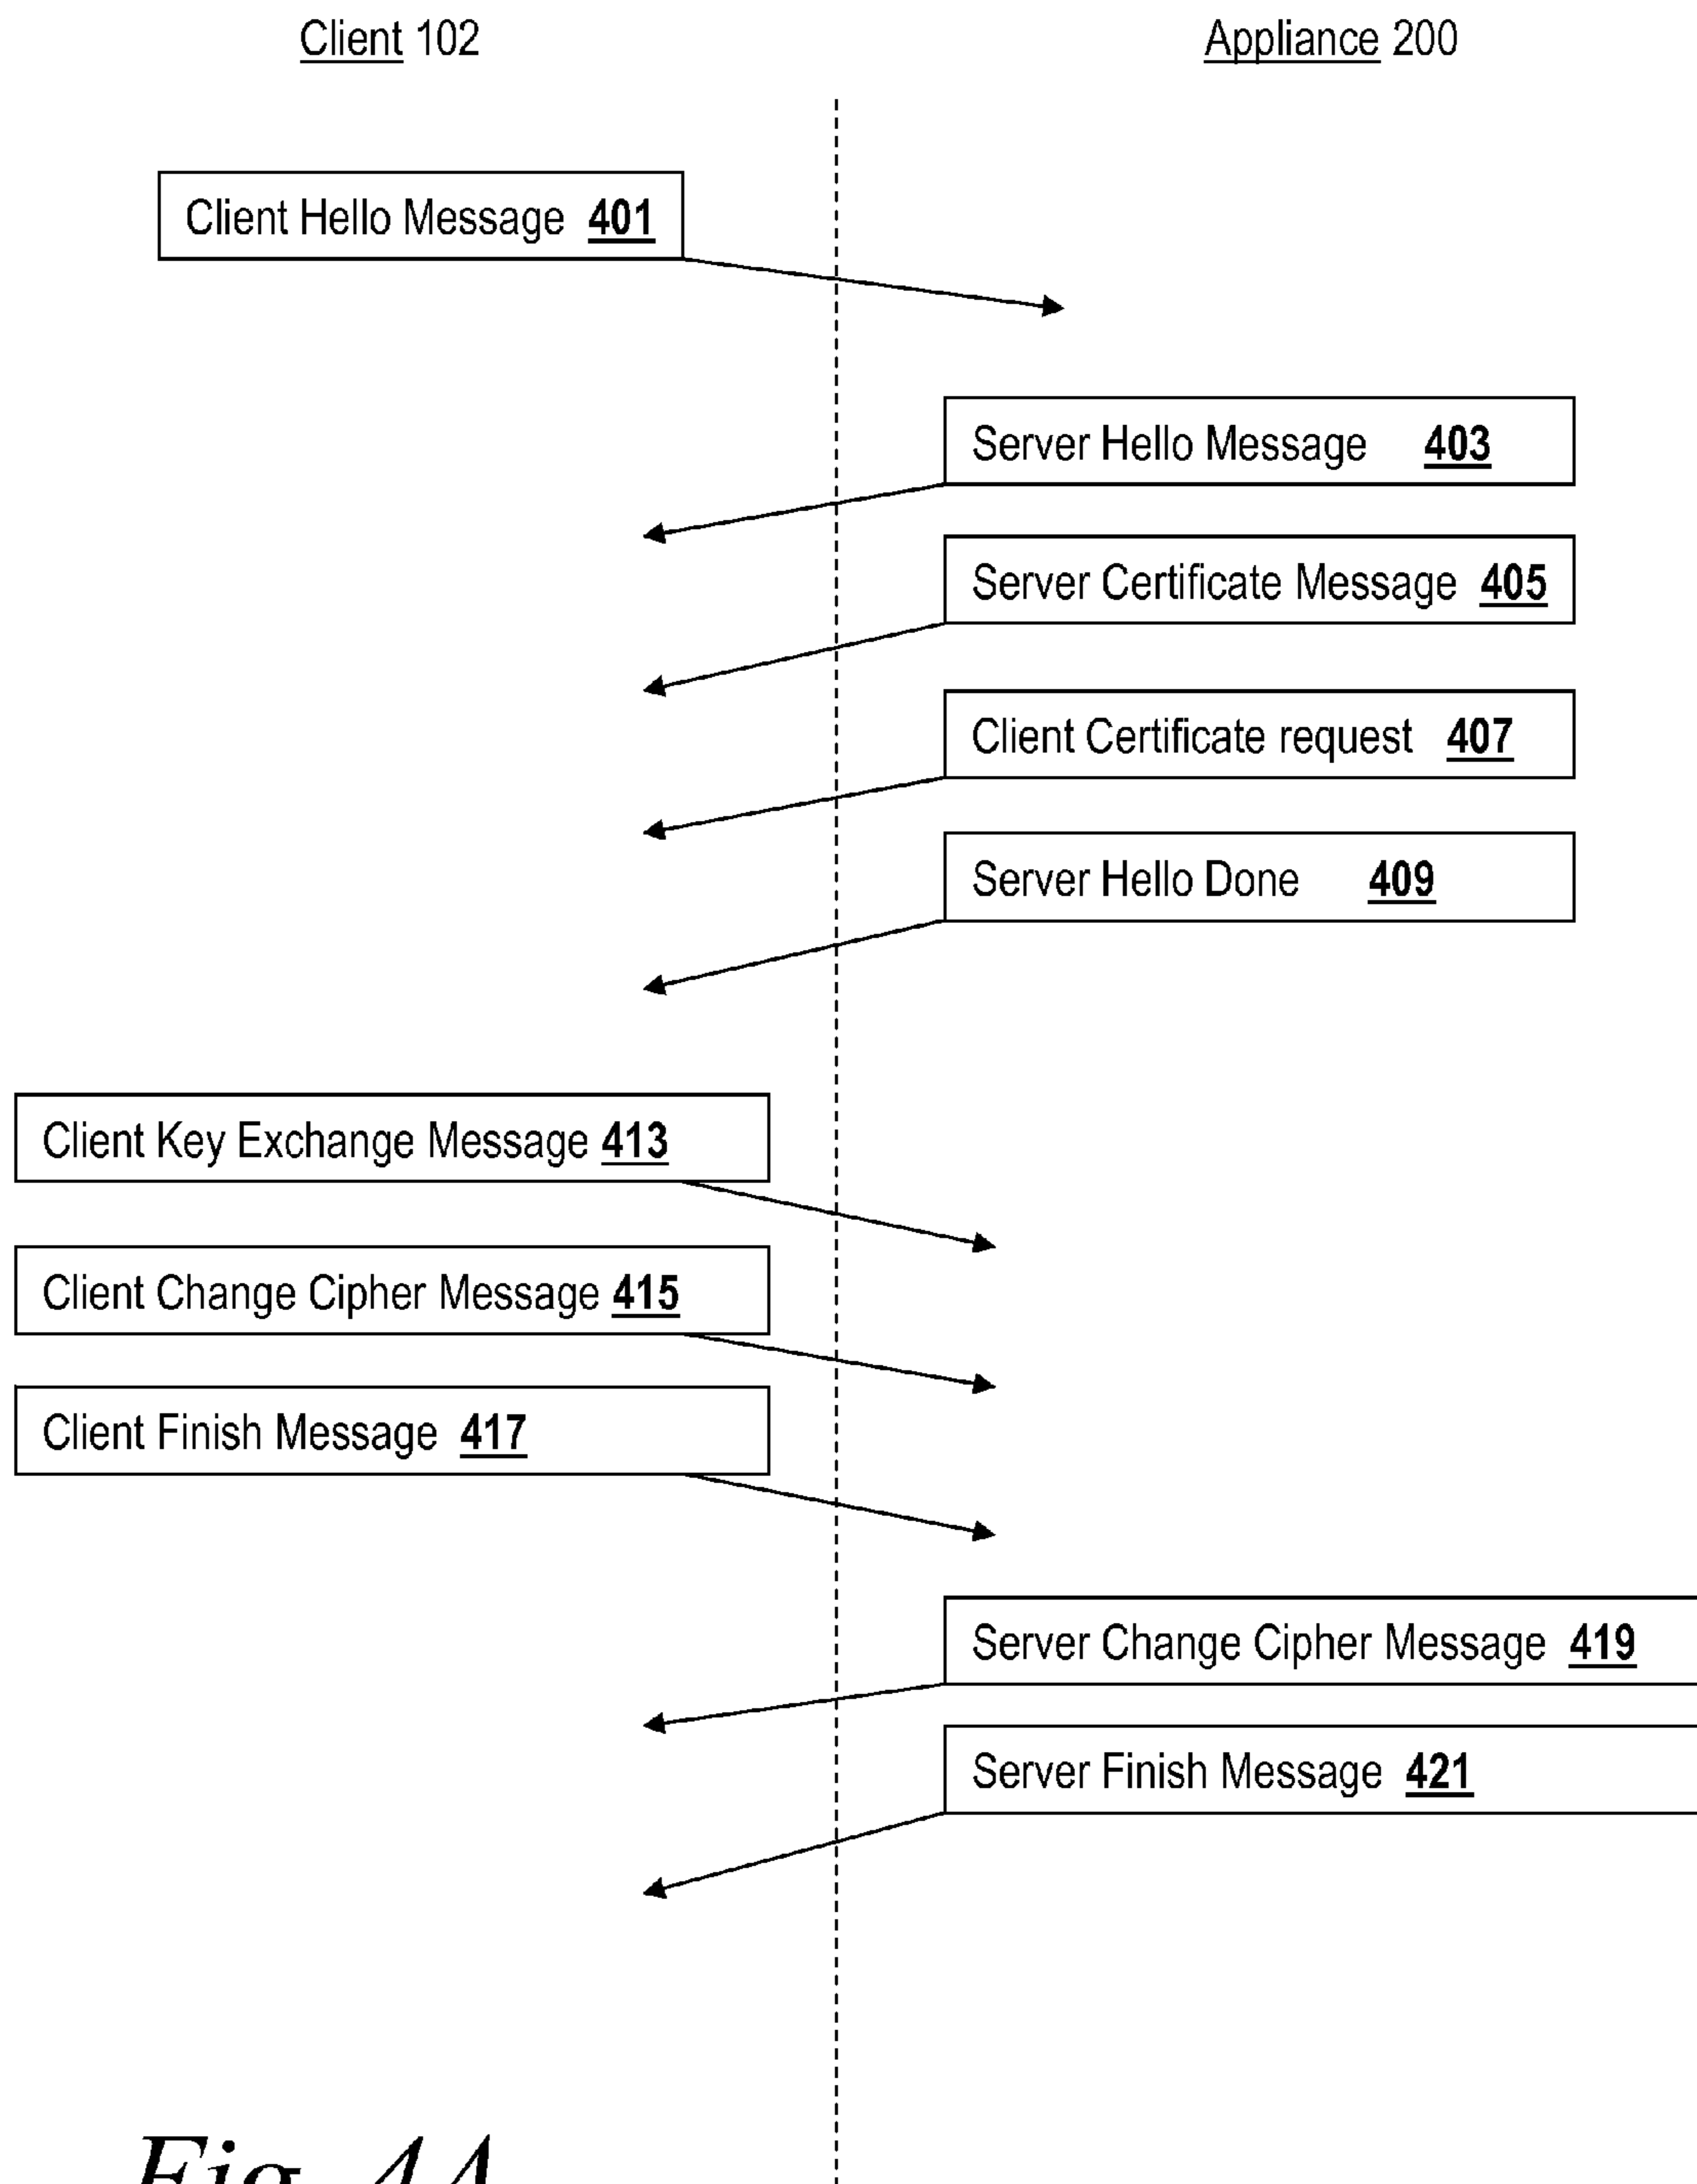 Client 102
Appliance 200
Client Hello Message 401
Server Hello Message 403
Server Certificate Message 405
Client Certificate request 407
Server Hello Done 409
Client Key Exchange Message 413
Client Change Cipher Message 415
Client Finish Message 417
Server Change Cipher Message 419
Server Finish Message 421
Fig. 4A